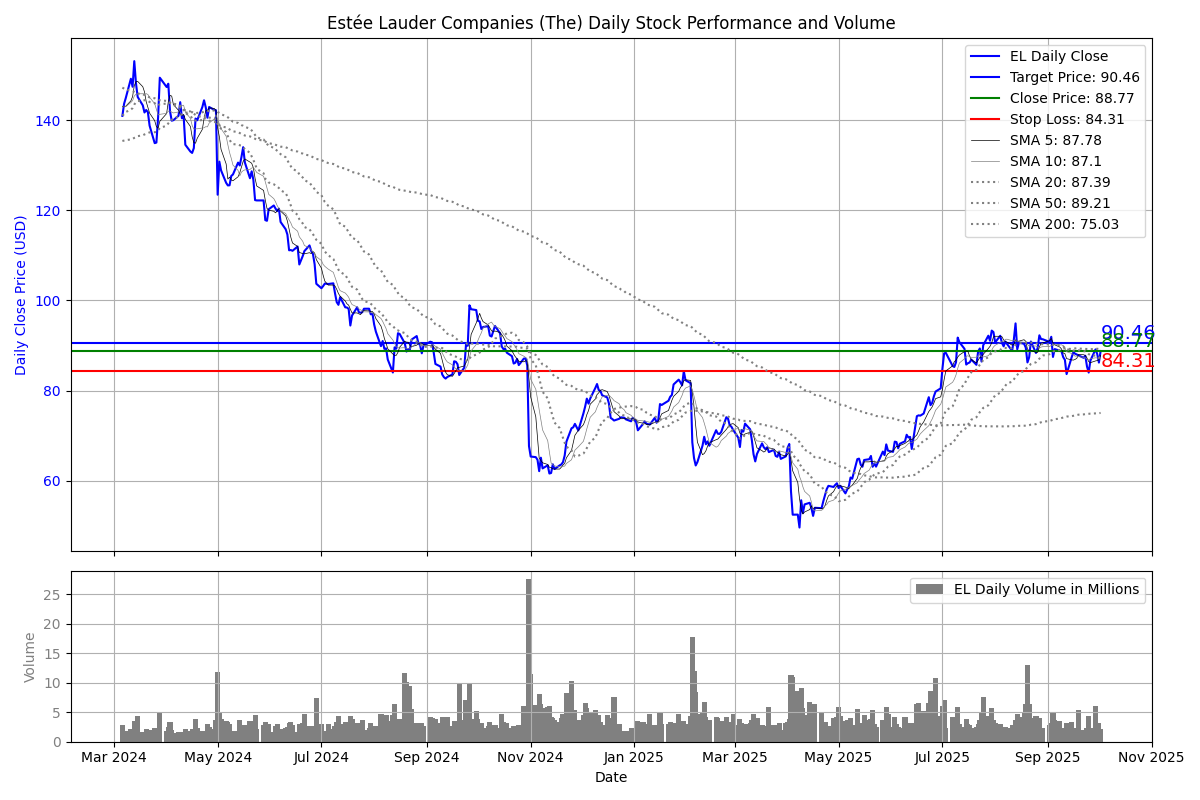 Estée Lauder Companies (The) Daily Stock Performance and Volume
EL Daily Close
Target Price: 90.46
Close Price: 88.77
Stop Loss: 84.31
SMA 5: 87.78
SMA 10: 87.1
SMA 20: 87.39
SMA 50: 89.21
SMA 200: 75.03
140
120
100
80
60
Daily Close Price (USD)
90.46
88.77
84.31
EL Daily Volume in Millions
25
20
15
10
5
0
Volume
Mar 2024
May 2024
Jul 2024
Sep 2024
Nov 2024
Jan 2025
Mar 2025
May 2025
Jul 2025
Sep 2025
Nov 2025
Date